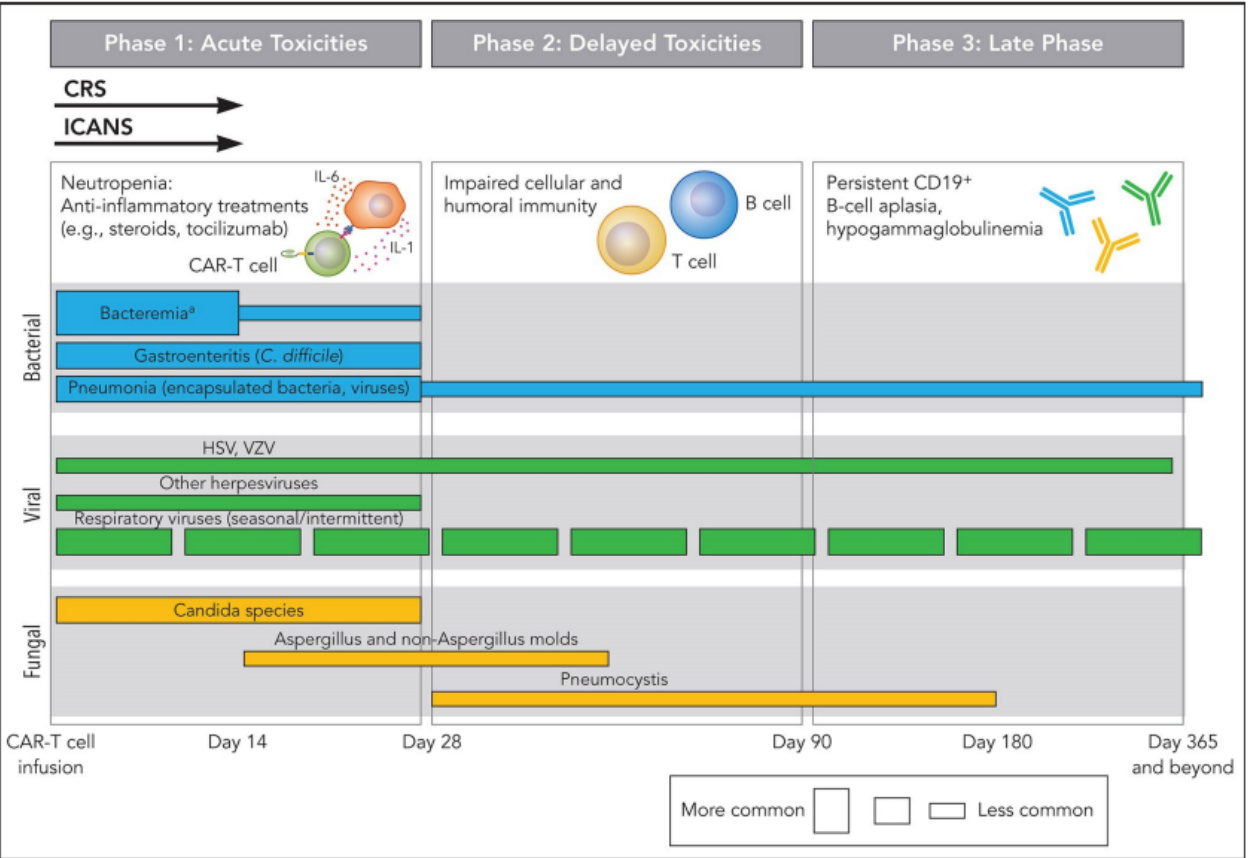 Phase 1: Acute Toxicities
Phase 2: Delayed Toxicities
Phase 3: Late Phase
CRS
ICANS
Neutropenia:
Anti-inflammatory treatments
(e.g., steroids, tocilizumab)
IL-6
IL-1
CAR-T cell
Impaired cellular and
humoral immunity
B cell
T cell
Persistent CD19⁺
B-cell aplasia,
hypogammaglobulinemia
Bacterial
Bacteremiaᵃ
Gastroenteritis (C. difficile)
Pneumonia (encapsulated bacteria, viruses)
Viral
HSV, VZV
Other herpesviruses
Respiratory viruses (seasonal/intermittent)
Fungal
Candida species
Aspergillus and non-Aspergillus molds
Pneumocystis
CAR-T cell
infusion
Day 14
Day 28
Day 90
Day 180
Day 365
and beyond
More common
Less common